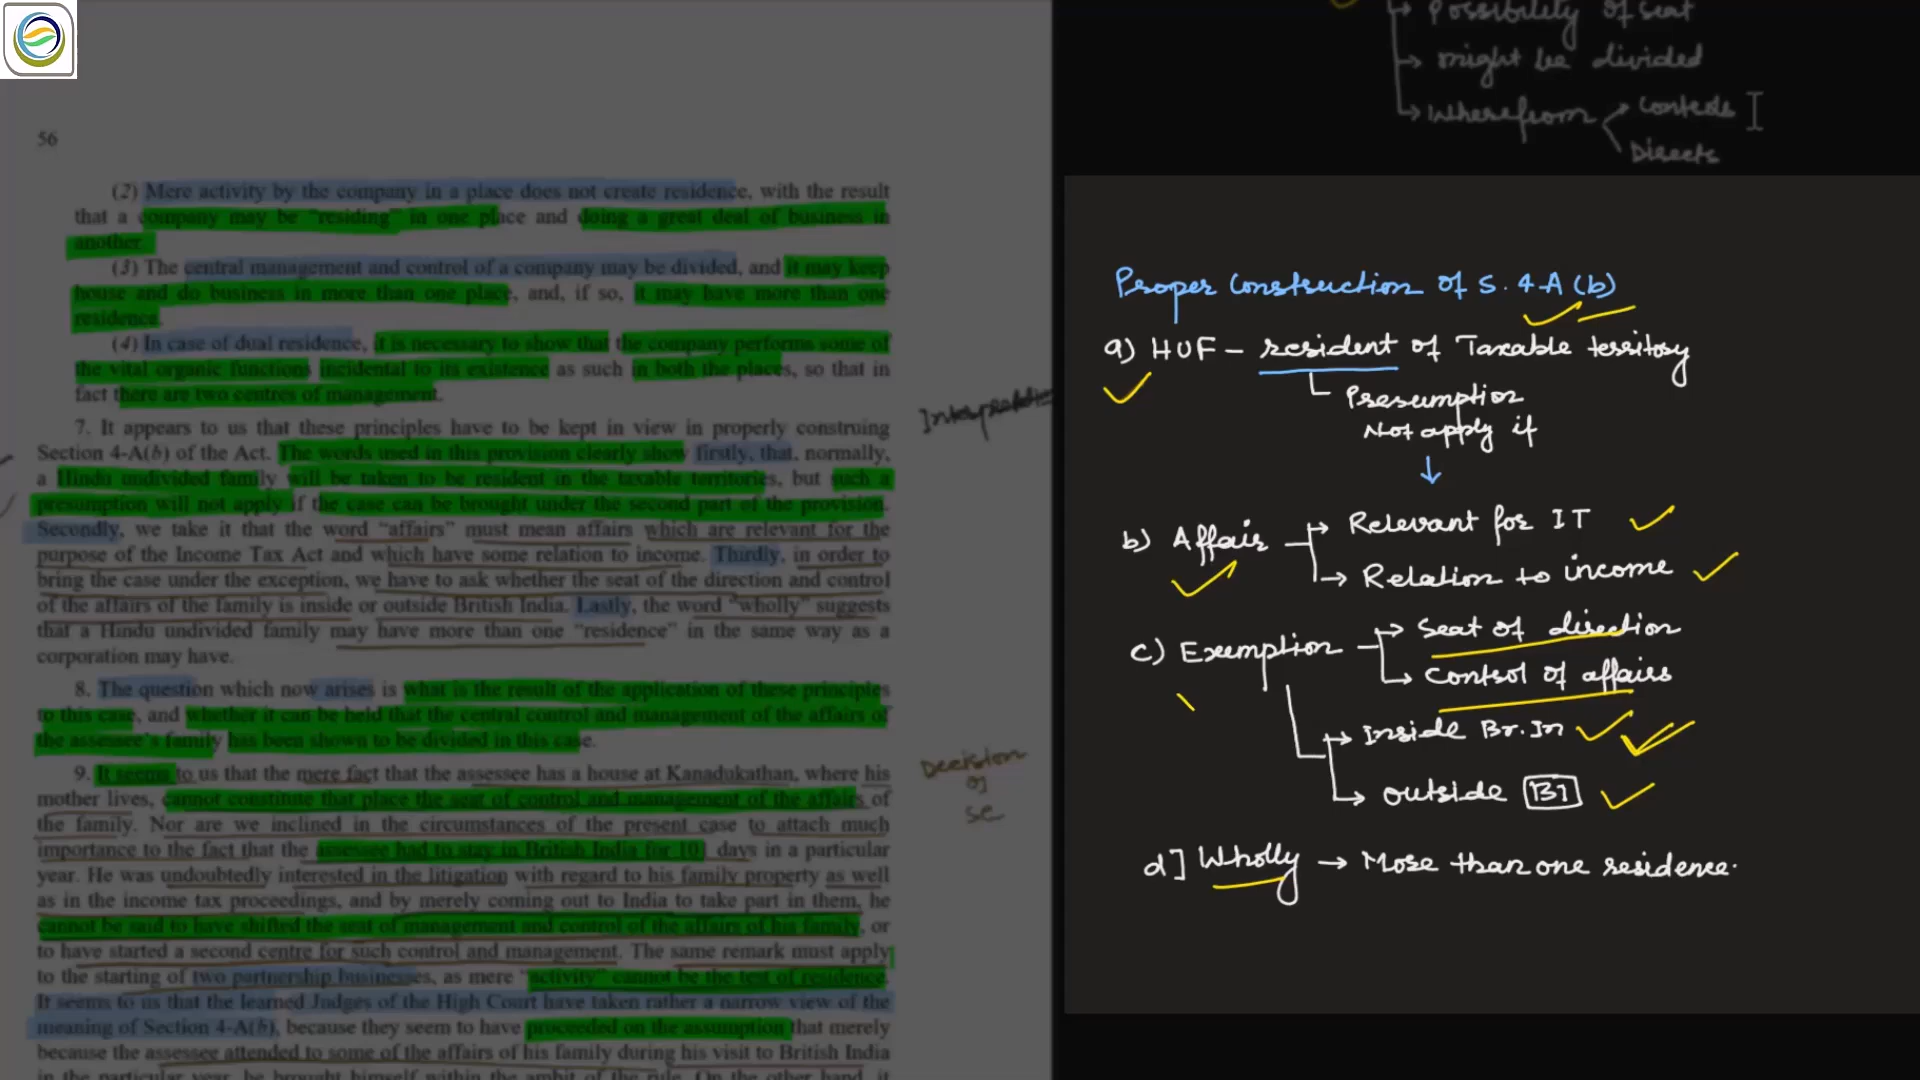 56
(2) Mere activity by the company in a place does not create residence, with the result
that a company may be "residing" in one place and doing a great deal of business in
another.
(3) The central management and control of a company may be divided, and it may keep
house and do business in more than one place, and, if so, it may have more than one
residence.
(4) In case of dual residence, it is necessary to show that the company performs some of
the vital organic functions incidental to its existence as such in both the places, so that in
fact there are two centres of management.
7. It appears to us that these principles have to be kept in view in properly construing
Section 4-A(b) of the Act. The words used in this provision clearly show firstly, that, normally,
a Hindu undivided family will be taken to be resident in the taxable territories, but such a
presumption will not apply if the case can be brought under the second part of the provision.
Secondly, we take it that the word "affairs" must mean affairs which are relevant for the
purpose of the Income Tax Act and which have some relation to income. Thirdly, in order to
bring the case under the exception, we have to ask whether the seat of the direction and control
of the affairs of the family is inside or outside British India. Lastly, the word "wholly" suggests
that a Hindu undivided family may have more than one "residence" in the same way as a
corporation may have.
8. The question which now arises is what is the result of the application of these principles
to this case, and whether it can be held that the central control and management of the affairs of
the assessee's family has been shown to be divided in this case.
9. It seems to us that the mere fact that the assessee has a house at Kanadukathan, where his
mother lives, cannot constitute that place the seat of control and management of the affairs of
the family. Nor are we inclined in the circumstances of the present case to attach much
importance to the fact that the assessee had to stay in British India for 101 days in a particular
year. He was undoubtedly interested in the litigation with regard to his family property as well
as in the income tax proceedings, and by merely coming out to India to take part in them, he
cannot be said to have shifted the seat of management and control of the affairs of his family, or
to have started a second centre for such control and management. The same remark must apply
to the starting of two partnership businesses, as mere "activity" cannot be the test of residence.
It seems to us that the learned Judges of the High Court have taken rather a narrow view of the
meaning of Section 4-A(b), because they seem to have proceeded on the assumption that merely
because the assessee attended to some of the affairs of his family during his visit to British India
in the particular year, he brought himself within the ambit of the rule. On the other hand, it
Decision
of
SC
Possibility of seat
might be divided
Wherefrom
Controls
Directs
Proper Construction of S. 4-A (b)
a) HUF - resident of Taxable territory
Presumption
Not apply if
b) Affair
Relevant for IT
Relation to income
c) Exemption
Seat of direction
Control of affairs
Inside Br.In
outside BI
d] Wholly → More than one residence.